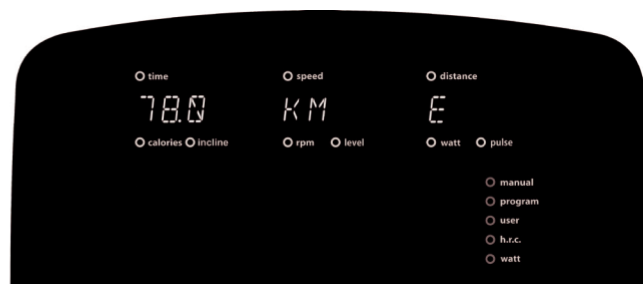 time speed distance
78.0 KM E
calories incline rpm level watt pulse
manual
program
user
h.r.c.
watt